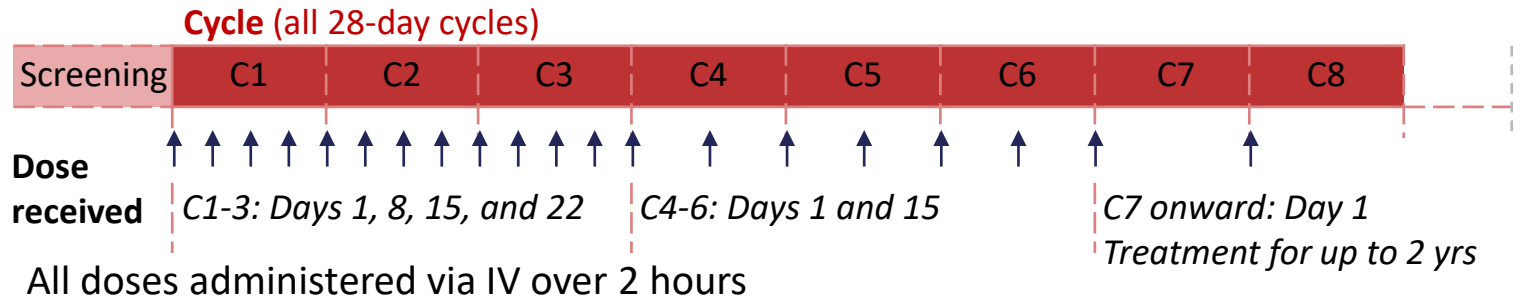 Cycle (all 28-day cycles)
Screening C1 C2 C3 C4 C5 C6 C7 C8
Dose
received
C1-3: Days 1, 8, 15, and 22
C4-6: Days 1 and 15
C7 onward: Day 1
Treatment for up to 2 yrs
All doses administered via IV over 2 hours